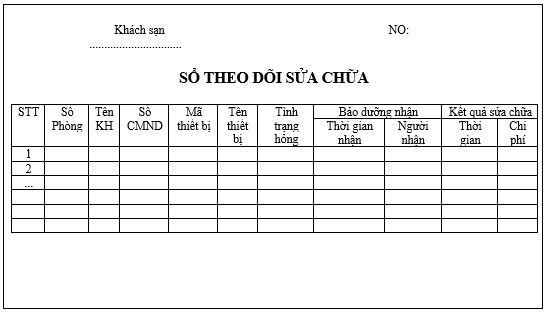 Khách sạn NO:
...............................
SỔ THEO DÕI SỬA CHỮA
STT Số Tên Số Mã Tên Tình Bảo dưỡng nhận Kết quả sửa chữa
Phòng KH CMND thiết bị thiết trạng Thời gian Người Thời Chi
bị hỏng nhận nhận gian phí
1
2
...